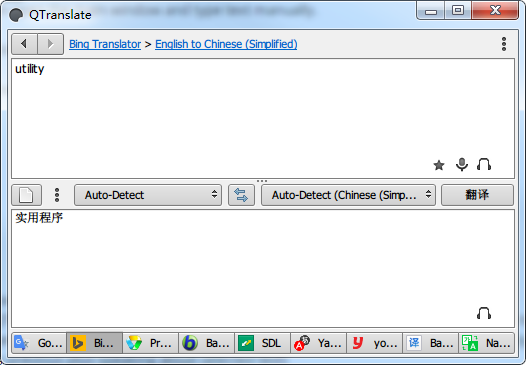 QTranslate
Bing Translator > English to Chinese (Simplified)
utility
Auto-Detect
Auto-Detect (Chinese (Simp...
翻译
实用程序
Go...
Bi...
Pr...
Ba...
SDL
Ya...
yo...
Ba...
Na...